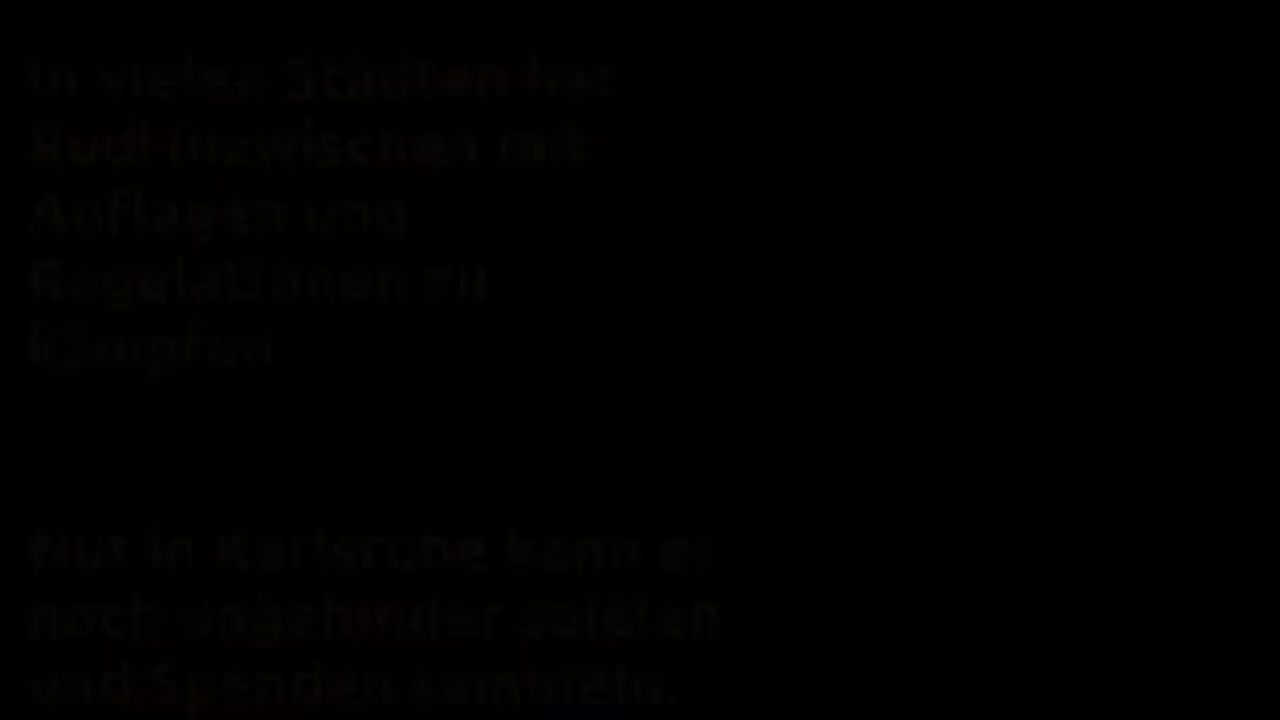 In vielen Städten hat
Rudi inzwischen mit
Auflagen und
Regulationen zu
kämpfen.
Nur in Karlsruhe kann er
noch ungehinder spielen
und Spenden sammeln.